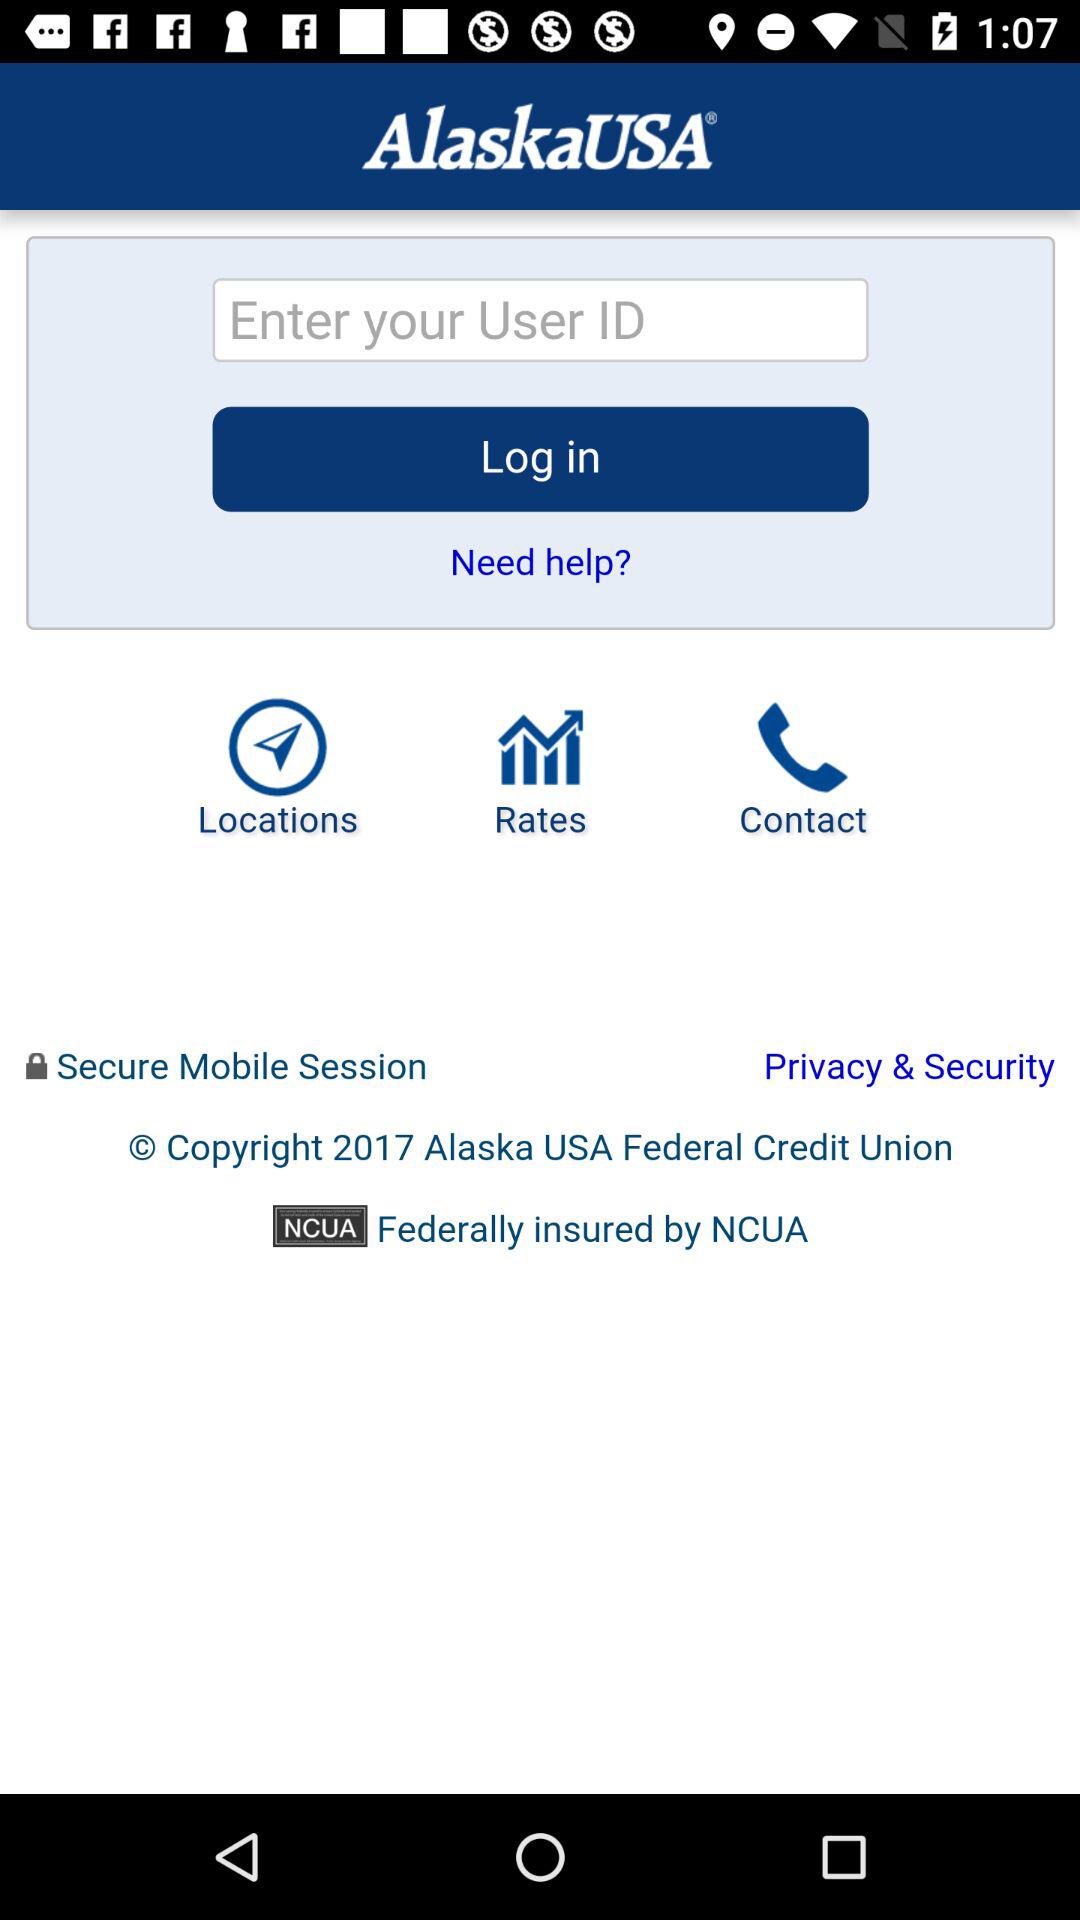 1:07
AlaskaUSA®
Enter your User ID
Log in
Need help?
Locations Rates Contact
Secure Mobile Session Privacy & Security
© Copyright 2017 Alaska USA Federal Credit Union
NCUA Federally insured by NCUA